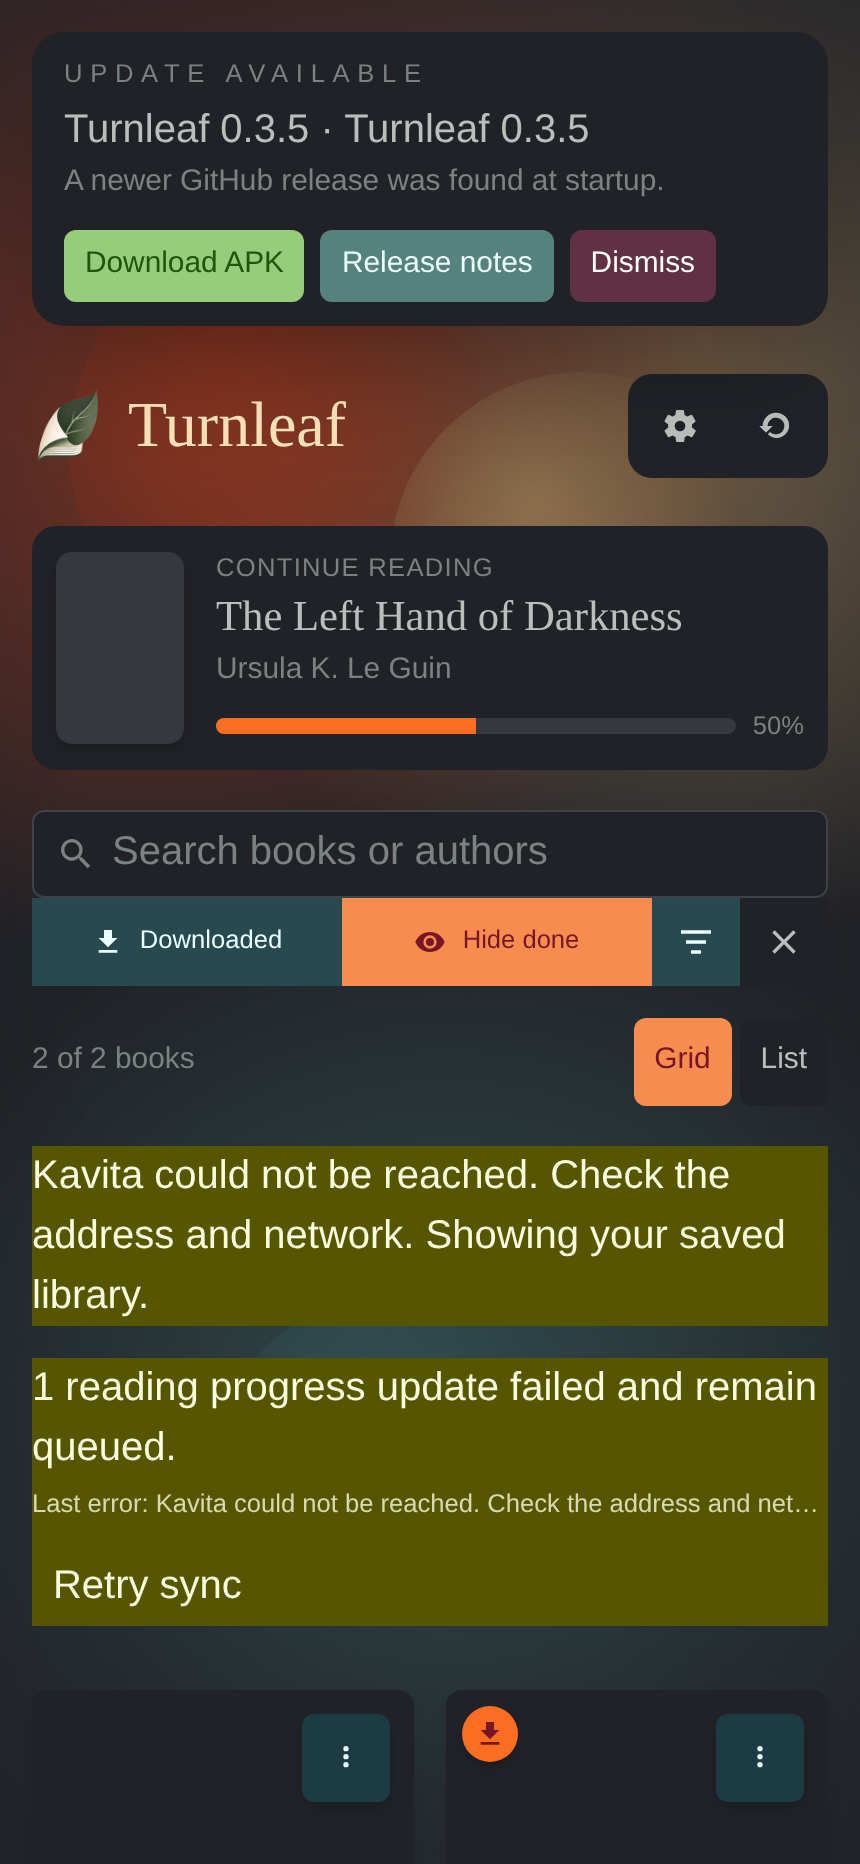 UPDATE AVAILABLE
Turnleaf 0.3.5 · Turnleaf 0.3.5
A newer GitHub release was found at startup.
Download APK
Release notes
Dismiss
Turnleaf
CONTINUE READING
The Left Hand of Darkness
Ursula K. Le Guin
50%
Search books or authors
Downloaded
Hide done
2 of 2 books
Grid
List
Kavita could not be reached. Check the
address and network. Showing your saved
library.
1 reading progress update failed and remain
queued.
Last error: Kavita could not be reached. Check the address and net…
Retry sync